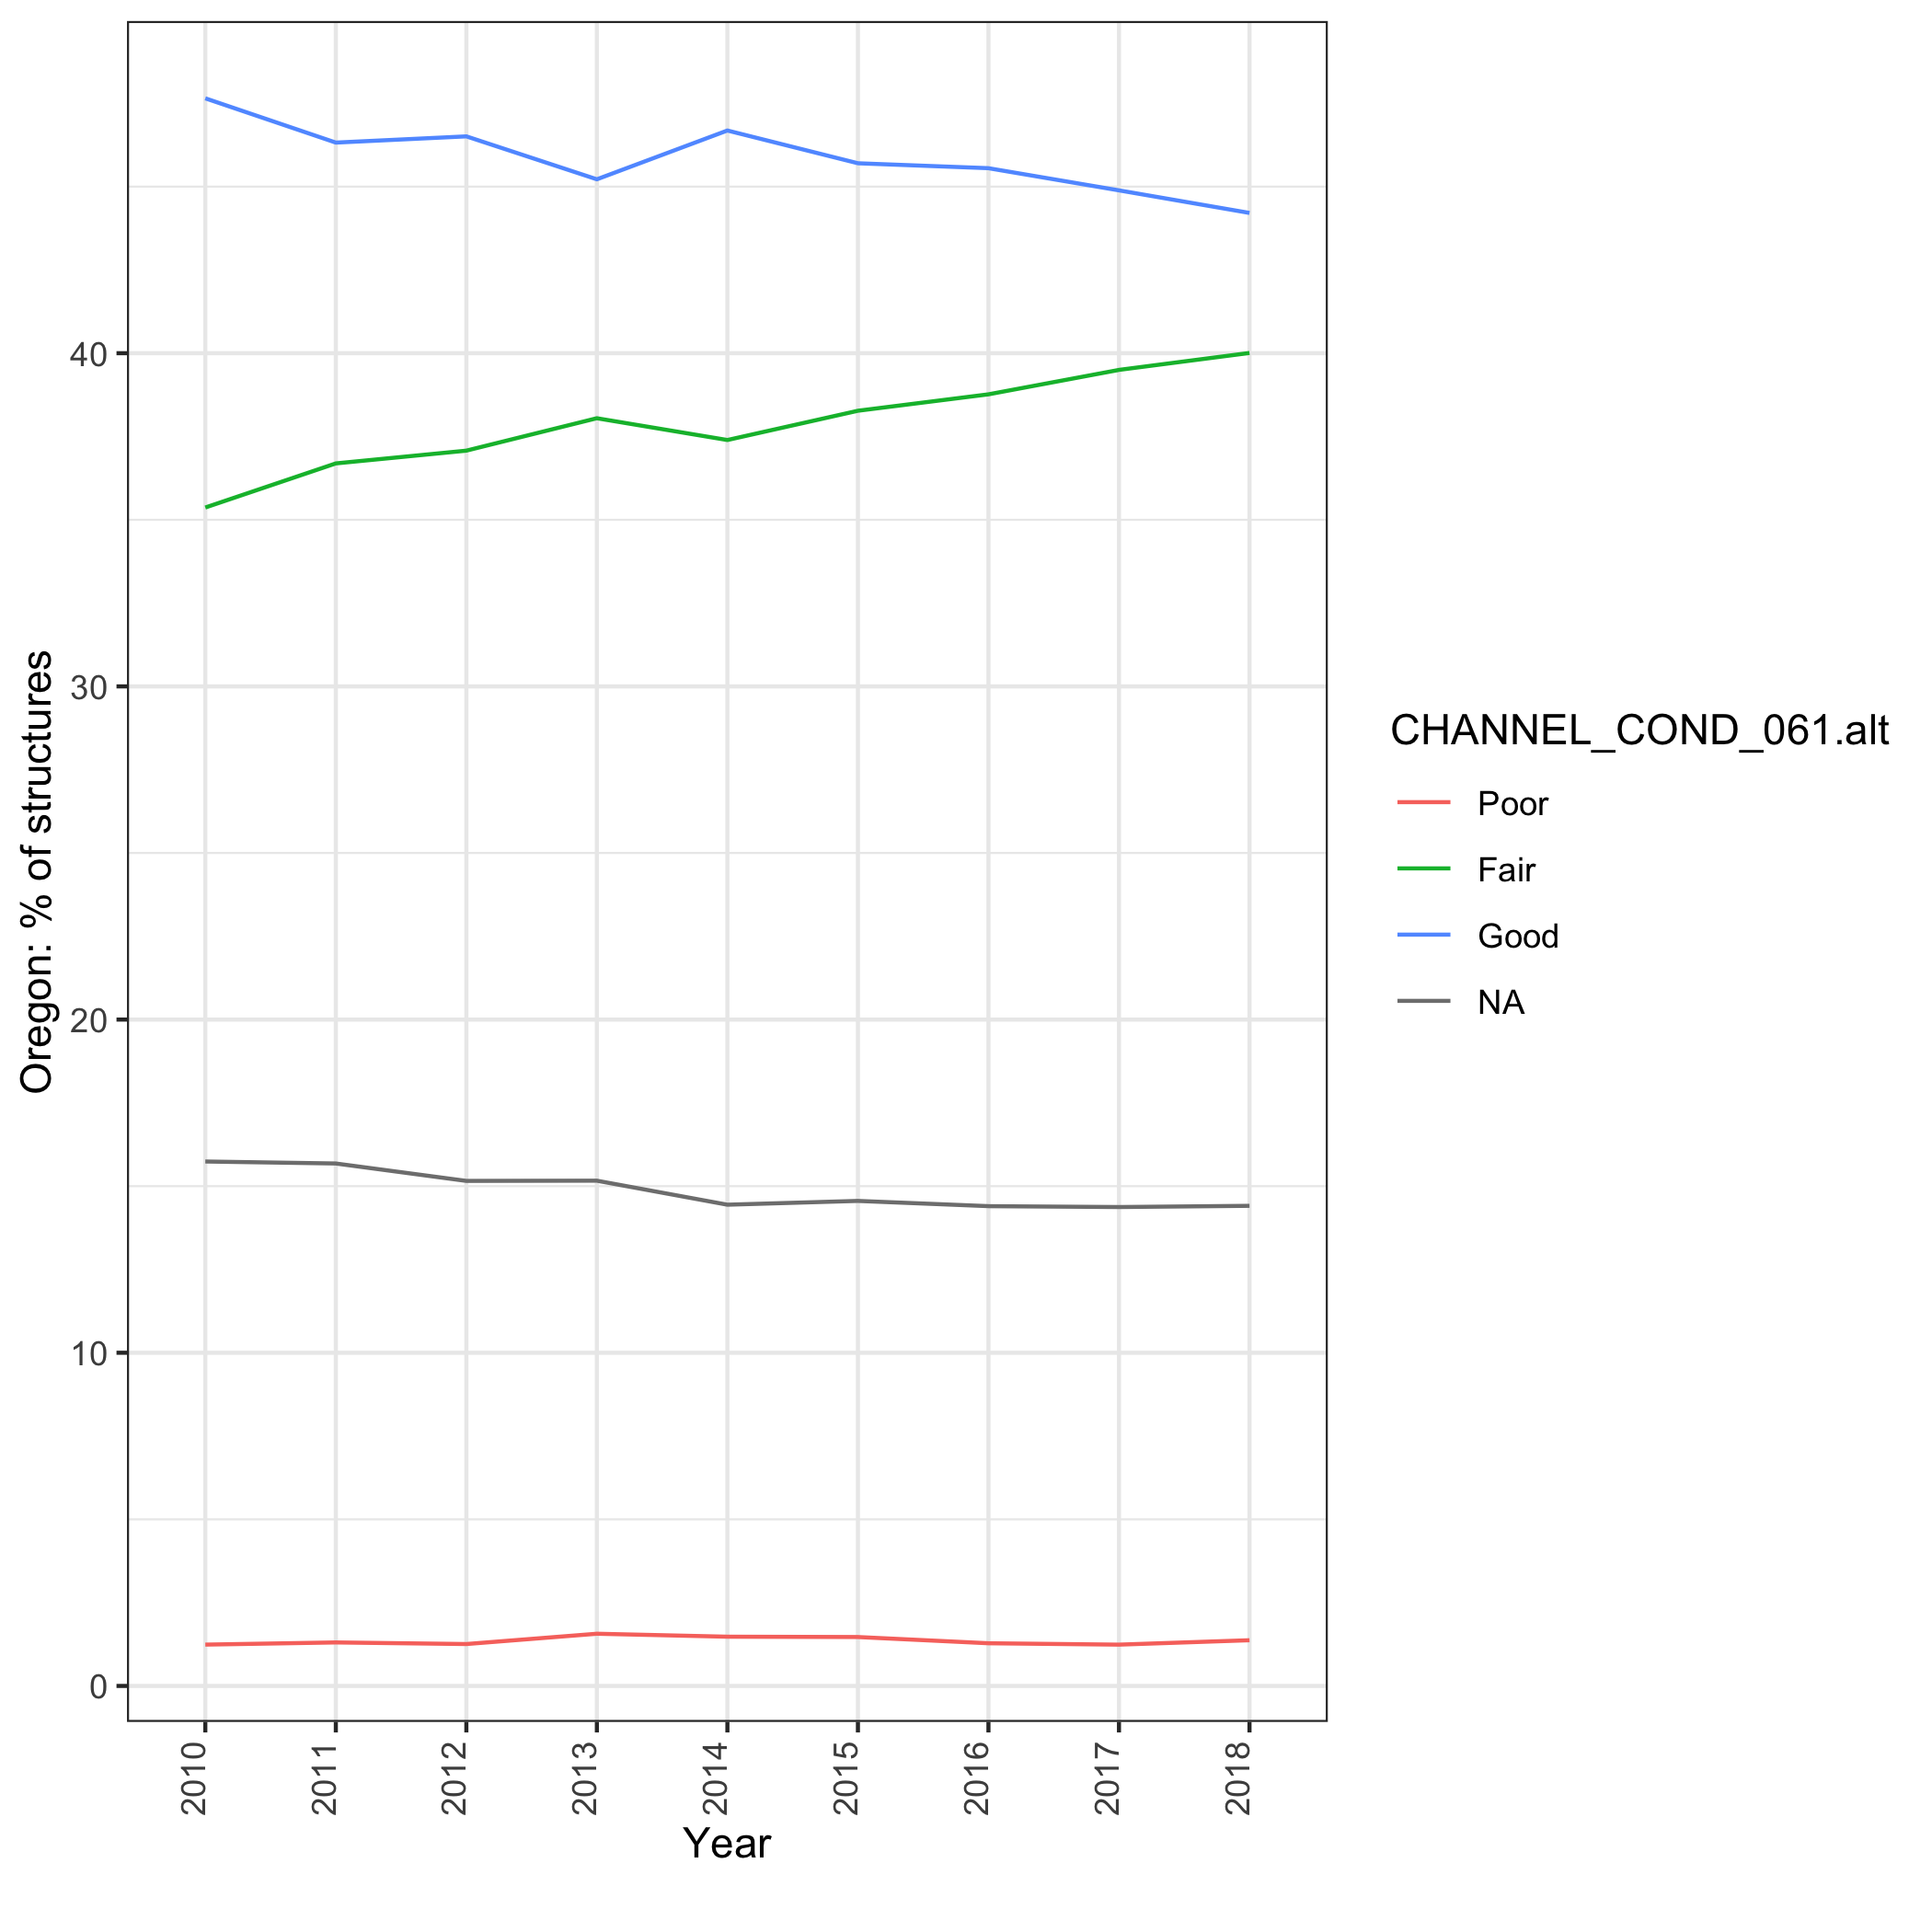 Oregon: % of structures
40
30
20
10
0
2010
2011
2012
2013
2014
2015
2016
2017
2018
Year
CHANNEL_COND_061.alt
Poor
Fair
Good
NA